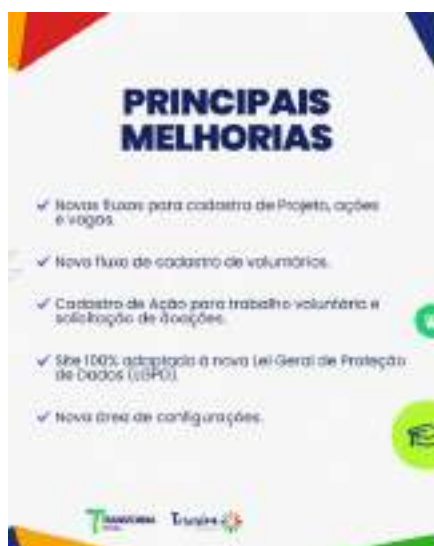 PRINCIPAIS
MELHORIAS
Novos fluxos para cadastro de Projeto, ações
e vagas.
Novo fluxo de cadastro de voluntários.
Cadastro de Ação para trabalho voluntário e
solicitação de doações.
Site 100% adaptado à nova Lei Geral de Proteção
de Dados (LGPD).
Nova área de configurações.
TRANSFORMA